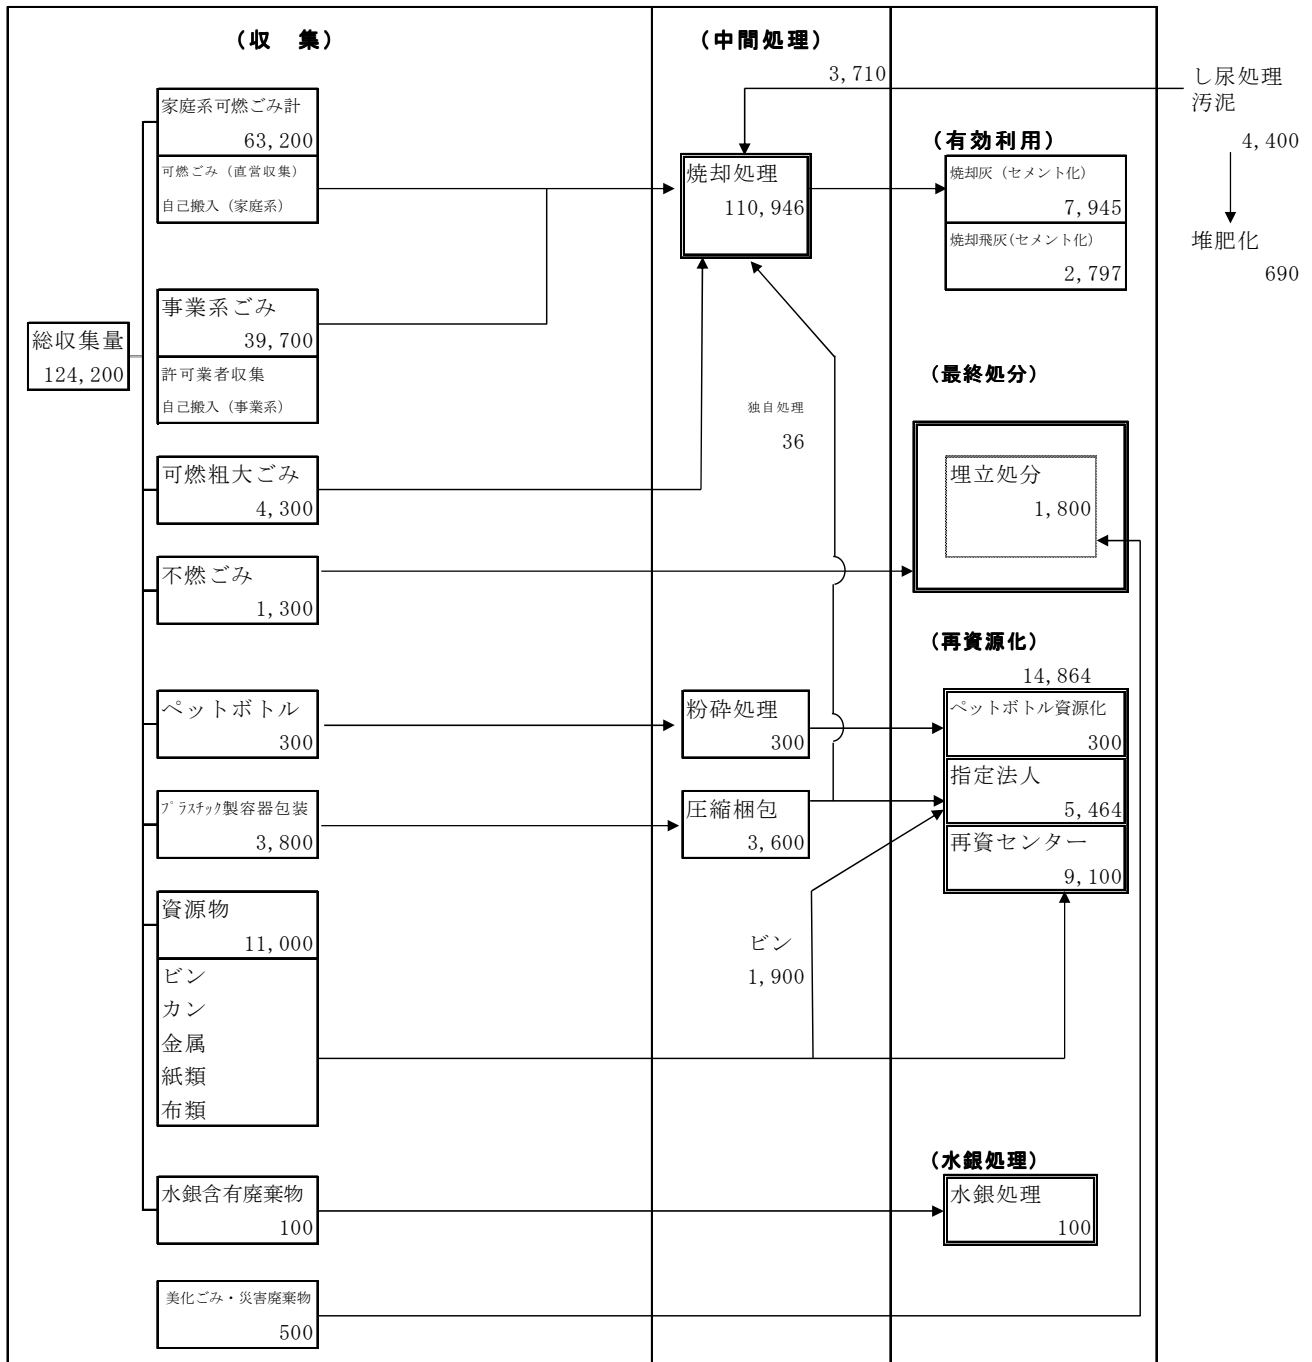 (収　集)
(中間処理)
3,710
し尿処理
汚泥
4,400
堆肥化
690
総収集量
124,200
家庭系可燃ごみ計
63,200
可燃ごみ（直営収集）
自己搬入（家庭系）
事業系ごみ
39,700
許可業者収集
自己搬入（事業系）
可燃粗大ごみ
4,300
不燃ごみ
1,300
ペットボトル
300
プラスチック製容器包装
3,800
資源物
11,000
ビン
カン
金属
紙類
布類
水銀含有廃棄物
100
美化ごみ・災害廃棄物
500
焼却処理
110,946
独自処理
36
粉砕処理
300
圧縮梱包
3,600
ビン
1,900
(有効利用)
焼却灰（セメント化）
7,945
焼却飛灰(セメント化)
2,797
(最終処分)
埋立処分
1,800
(再資源化)
14,864
ペットボトル資源化
300
指定法人
5,464
再資センター
9,100
(水銀処理)
水銀処理
100